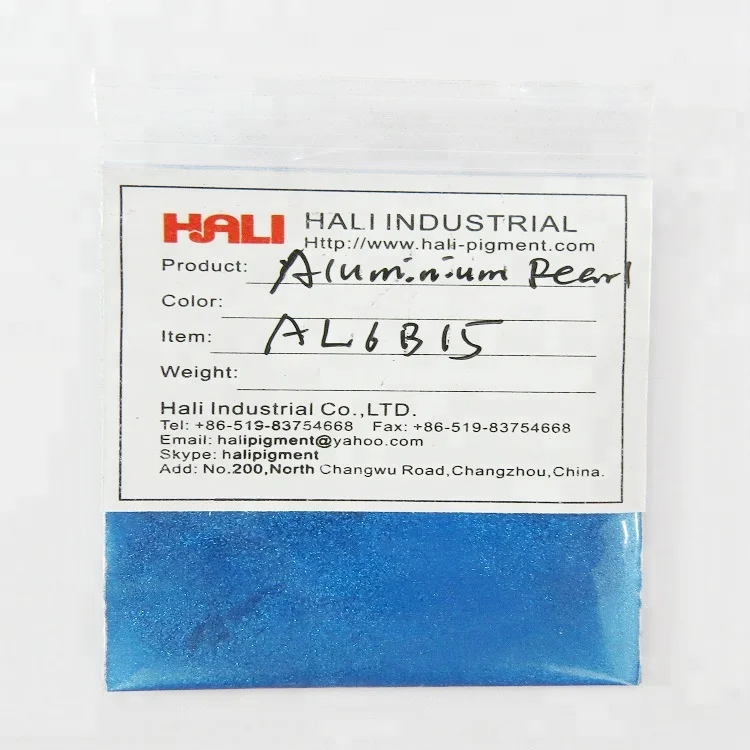 HALI HALI INDUSTRIAL
Http://www.hali-pigment.com
Product: Aluminium Pearl
Color:
Item: AL6B15
Weight:
Hali Industrial Co.,LTD.
Tel: +86-519-83754668 Fax: +86-519-83754668
Email: halipigment@yahoo.com
Skype: halipigment
Add: No.200,North Changwu Road,Changzhou,China.